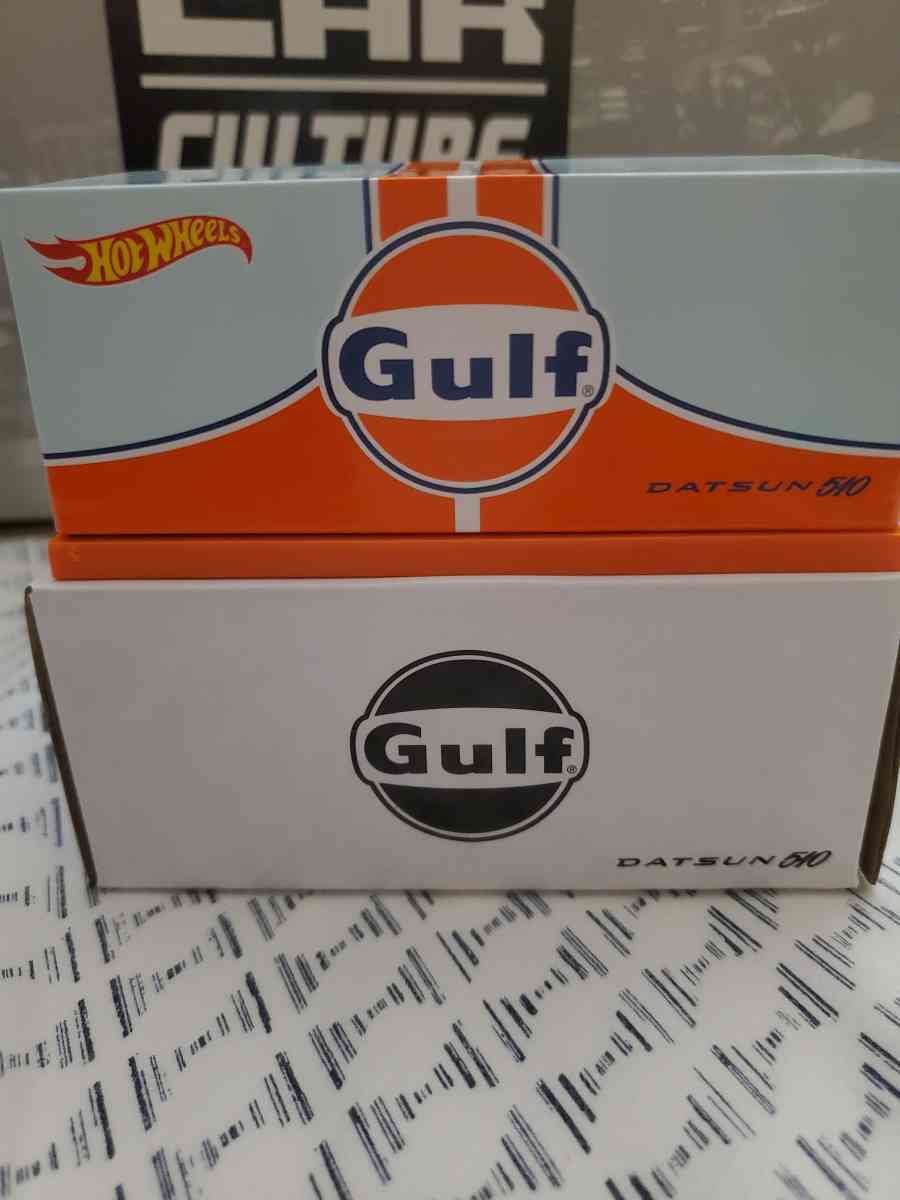 CAR
CULTURE
HOT WHEELS
Gulf®
DATSUN 510
Gulf®
DATSUN 510